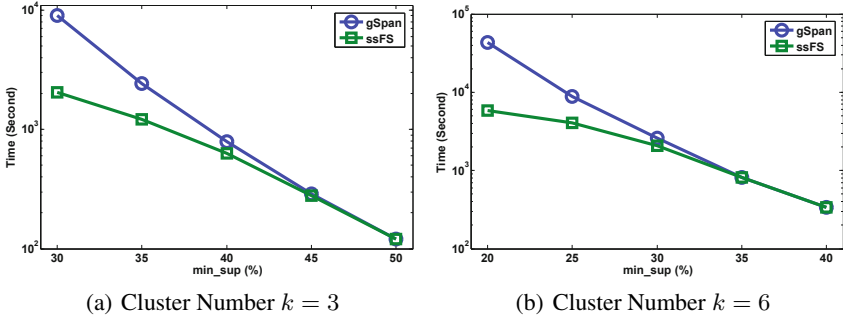 10^4
10^3
10^2
Time (Second)
30 35 40 45 50
min_sup (%)
gSpan
ssFS
(a) Cluster Number k = 3
10^5
10^4
10^3
10^2
Time (Second)
20 25 30 35 40
min_sup (%)
gSpan
ssFS
(b) Cluster Number k = 6